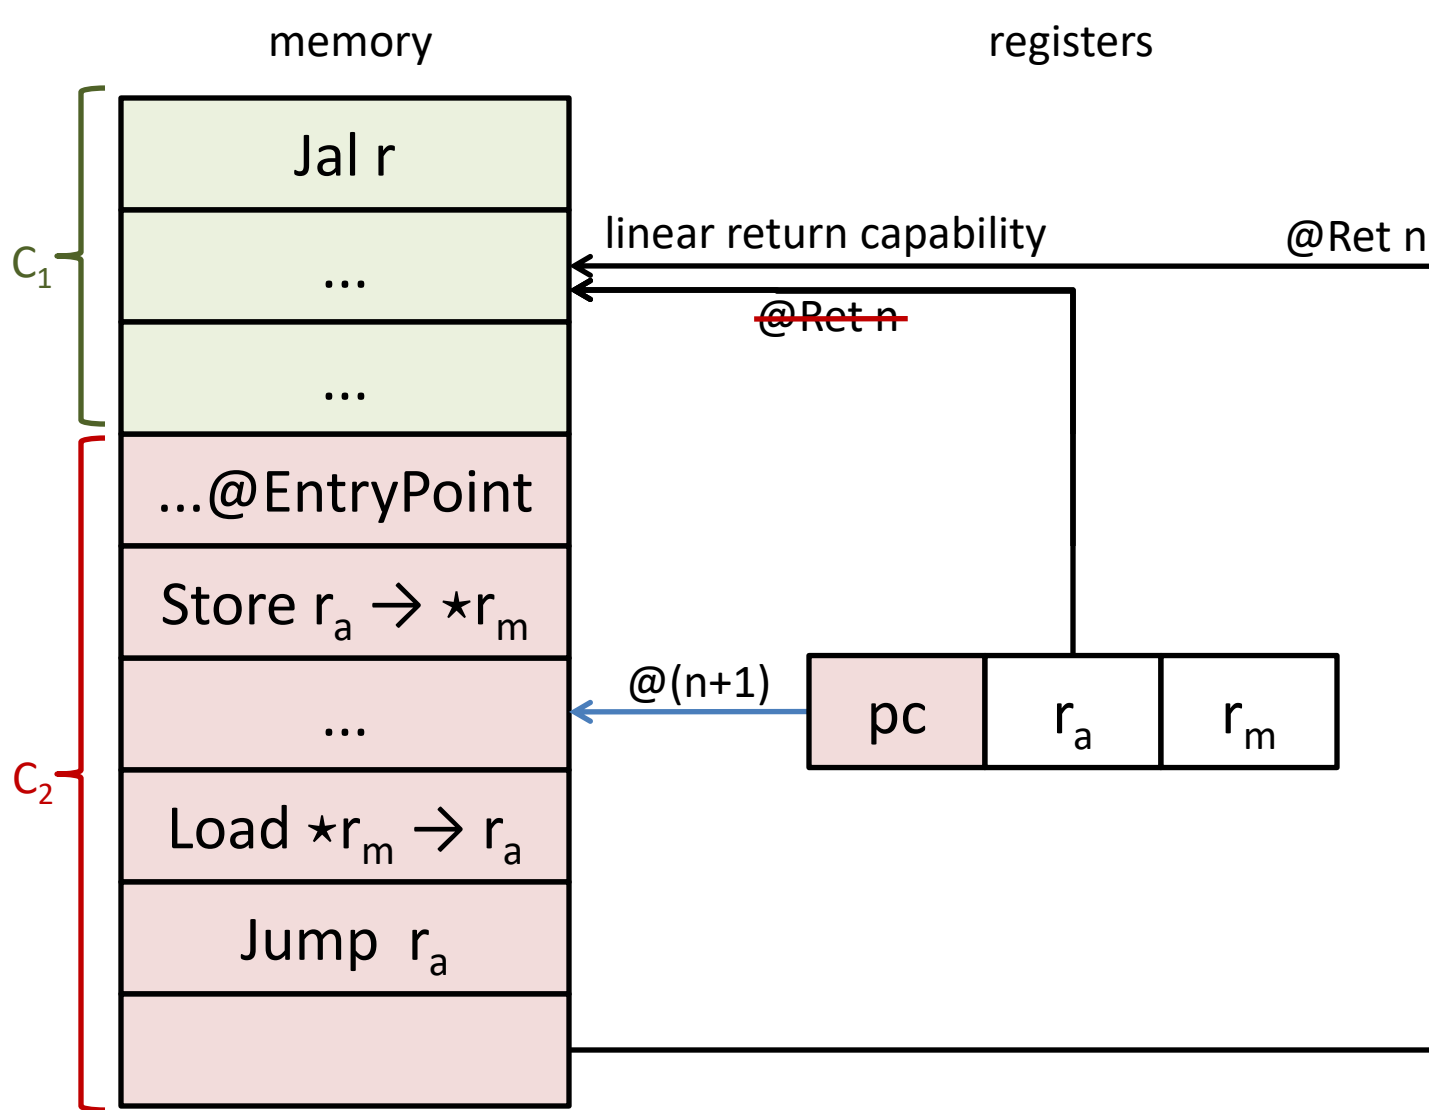 memory
registers
Jal r
linear return capability
@Ret n
C₁
...
@Ret n
...
...@EntryPoint
Store rₐ → ⋆rₘ
@(n+1)
...
pc
rₐ
rₘ
C₂
Load ⋆rₘ → rₐ
Jump rₐ